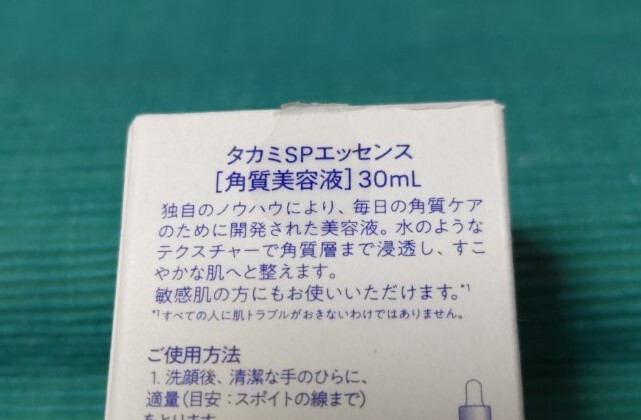 タカミSPエッセンス
[角質美容液]30mL
独自のノウハウにより、毎日の角質ケア
のために開発された美容液。水のような
テクスチャーで角質層まで浸透し、すこ
やかな肌へと整えます。
敏感肌の方にもお使いいただけます。*1
*1すべての人に肌トラブルがおきないわけではありません。
ご使用方法
1. 洗顔後、清潔な手のひらに、
適量(目安:スポイトの線まで)
をとります